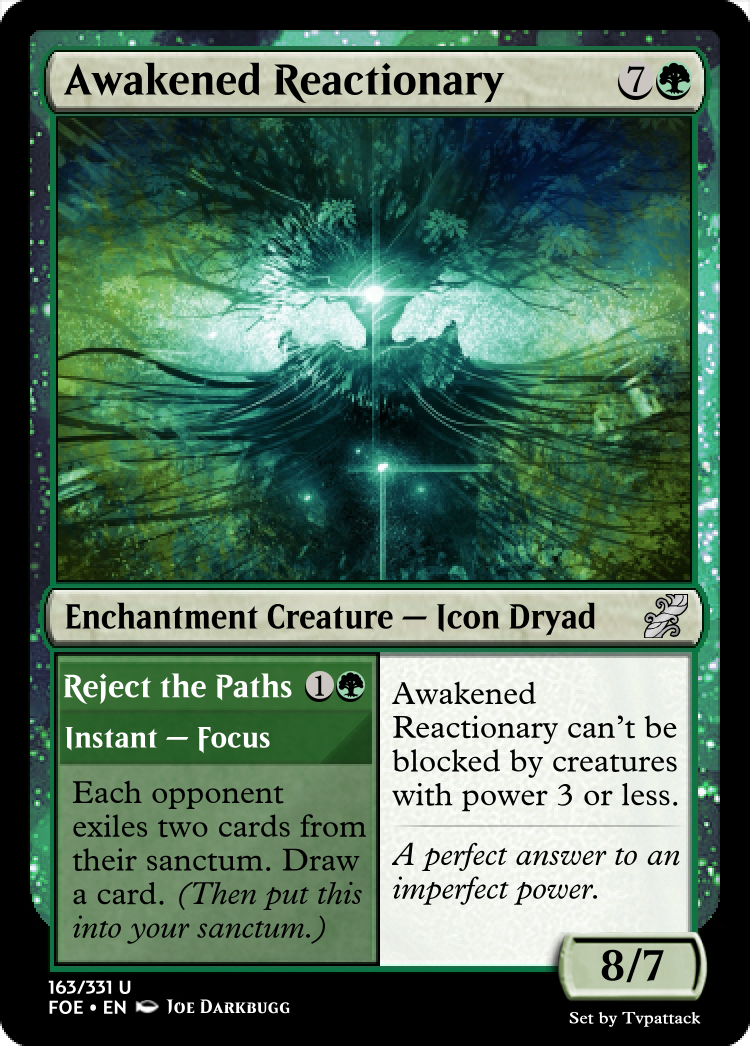 Awakened Reactionary 7
Enchantment Creature — Icon Dryad
Reject the Paths 1
Instant — Focus
Each opponent
exiles two cards from
their sanctum. Draw
a card. (Then put this
into your sanctum.)
Awakened
Reactionary can't be
blocked by creatures
with power 3 or less.
A perfect answer to an
imperfect power.
8/7
163/331 U
FOE • EN Joe Darkbugg
Set by Tvpattack